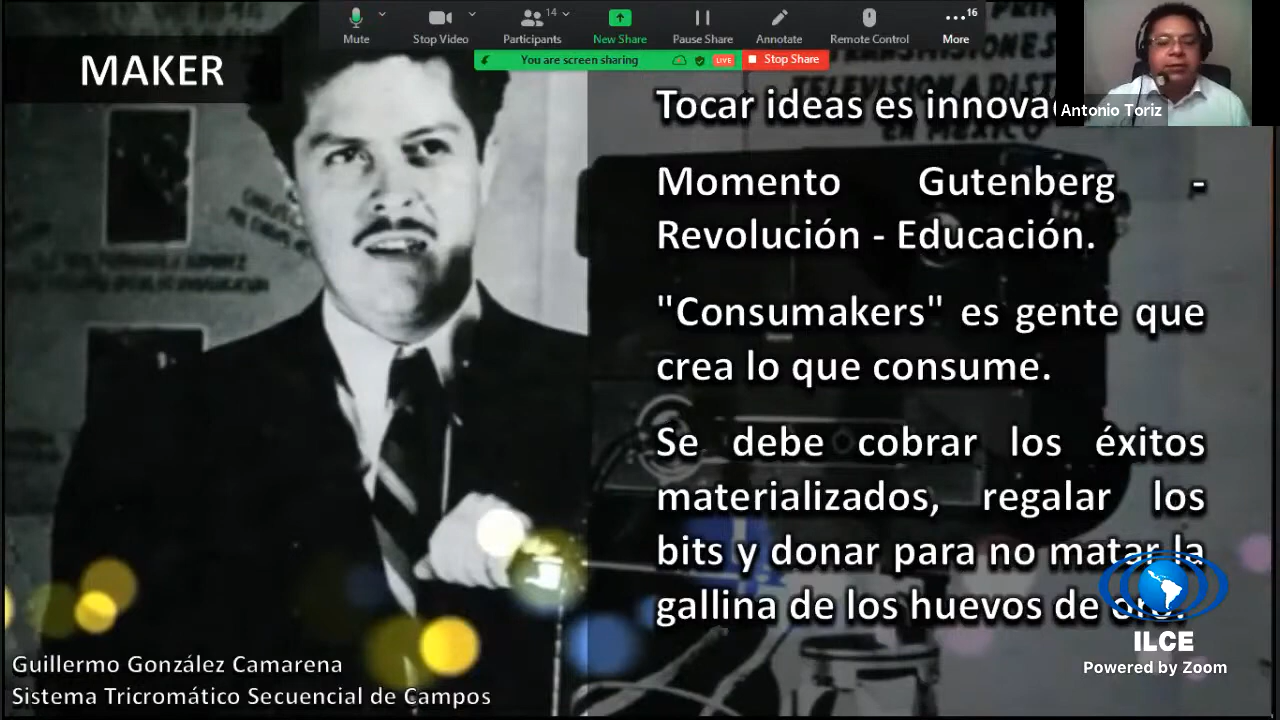 14
16
Mute
Stop Video
Participants
New Share
Pause Share
Annotate
Remote Control
More
You are screen sharing
LIVE
Stop Share
MAKER
Tocar ideas es innova
Antonio Toriz
Momento Gutenberg -
Revolución - Educación.
"Consumakers" es gente que
crea lo que consume.
Se debe cobrar los éxitos
materializados, regalar los
bits y donar para no matar la
gallina de los huevos de oro.
ILCE
Powered by Zoom
Guillermo González Camarena
Sistema Tricromático Secuencial de Campos